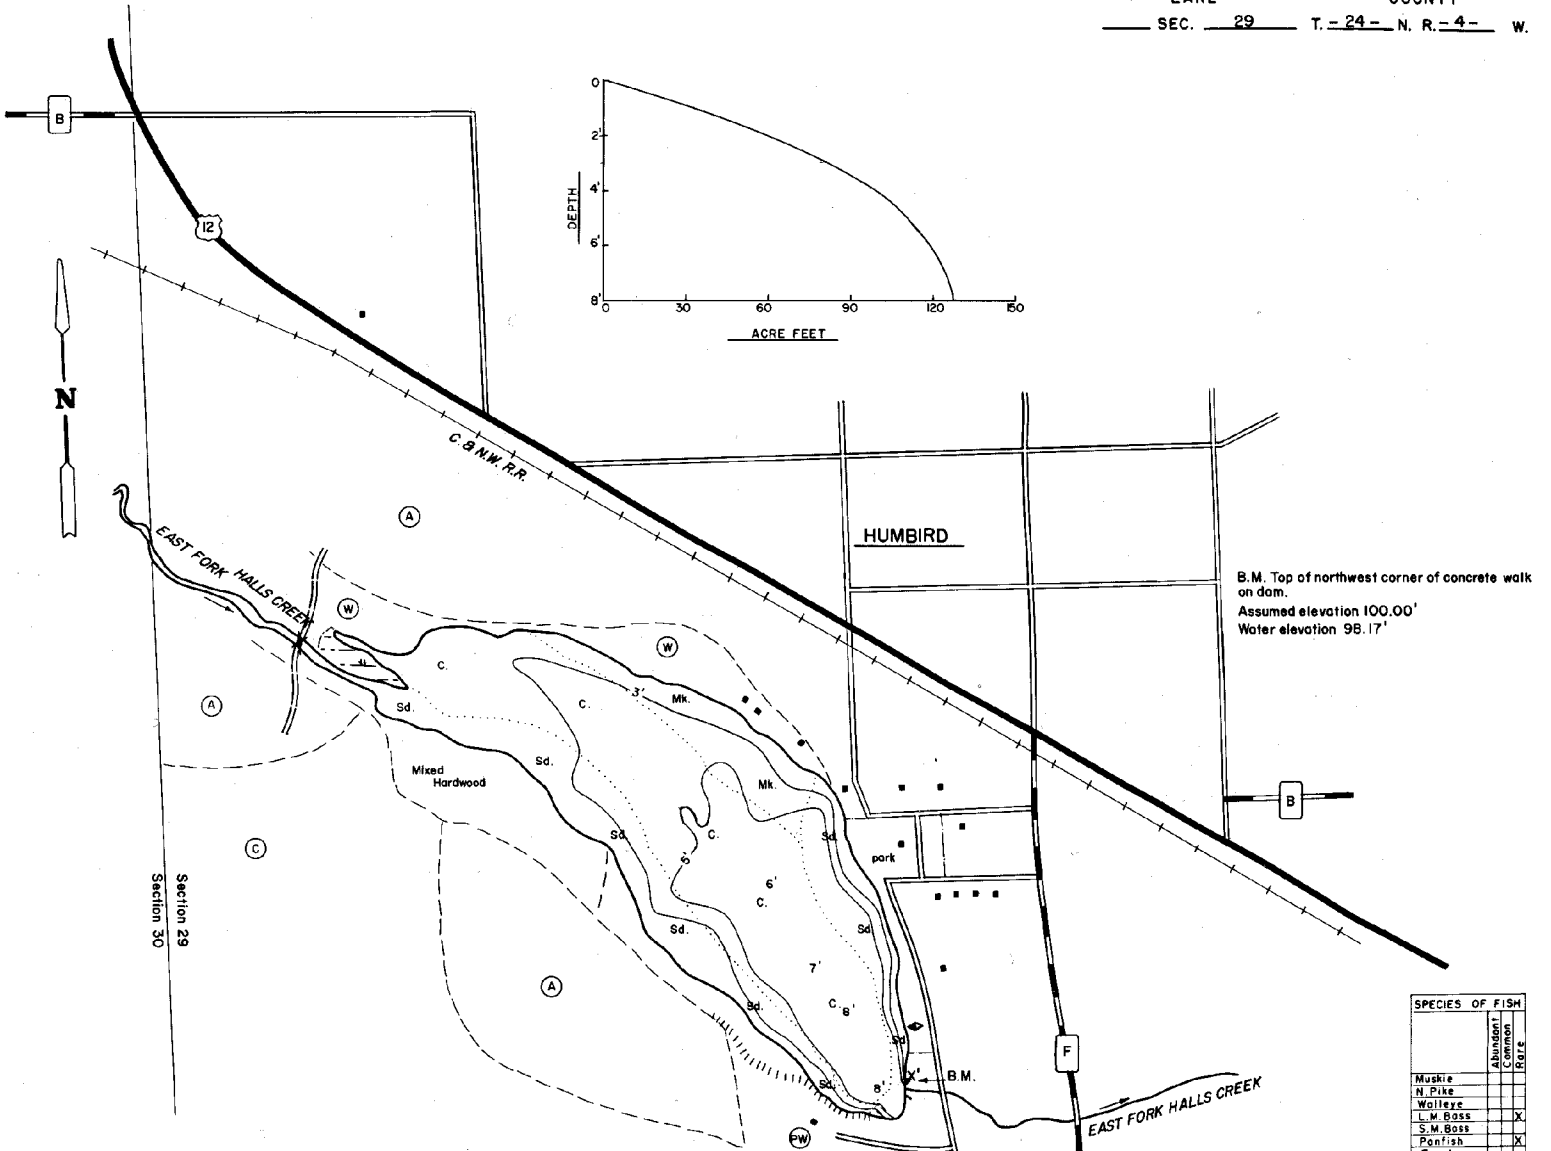 COUNTY
SEC. 29 T. - 24 - N. R. - 4 - W.
B
12
N
0
2'
4'
6'
8'
DEPTH
0 30 60 90 120 150
ACRE FEET
C. & N.W. R.R.
A
HUMBIRD
EAST FORK HALLS CREEK
B.M. Top of northwest corner of concrete walk
on dam.
Assumed elevation 100.00'
Water elevation 98.17'
W
W
C.
3'
Mk.
C.
A
Sd.
Sd.
Mixed
Hardwood
Mk.
B
Sd.
C.
Sd.
park
C
5'
6'
C.
Section 29
Section 30
Sd.
Sd.
A
7'
C.
8'
Sd.
Sd.
F
8'
Sd.
B.M.
EAST FORK HALLS CREEK
PW
SPECIES OF FISH
Abundant
Common
Rare
Muskie
N. Pike
Walleye
L.M. Bass X
S.M. Bass
Panfish X